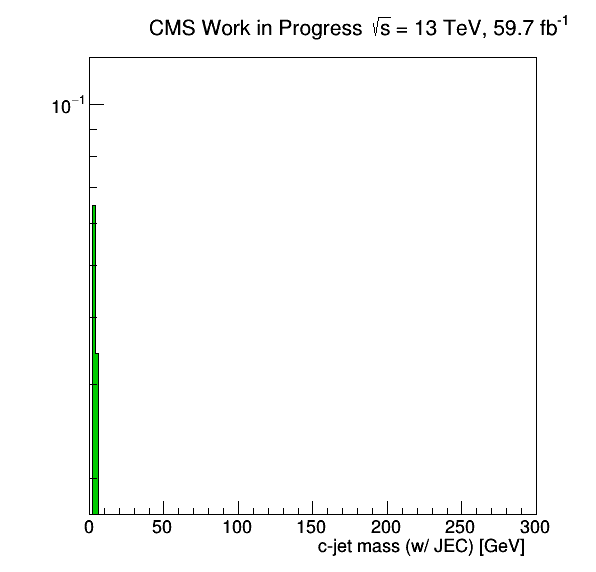 CMS Work in Progress √s = 13 TeV, 59.7 fb⁻¹
10⁻¹
0 50 100 150 200 250 300
c-jet mass (w/ JEC) [GeV]